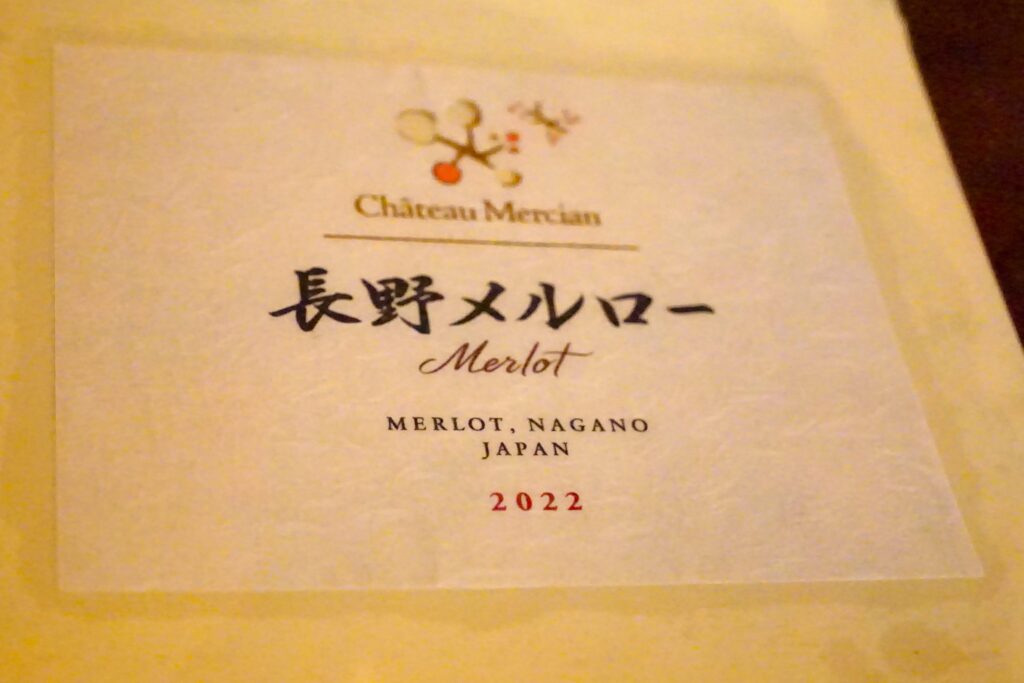 Château Mercian
長野メルロー
Merlot
MERLOT, NAGANO
JAPAN
2022